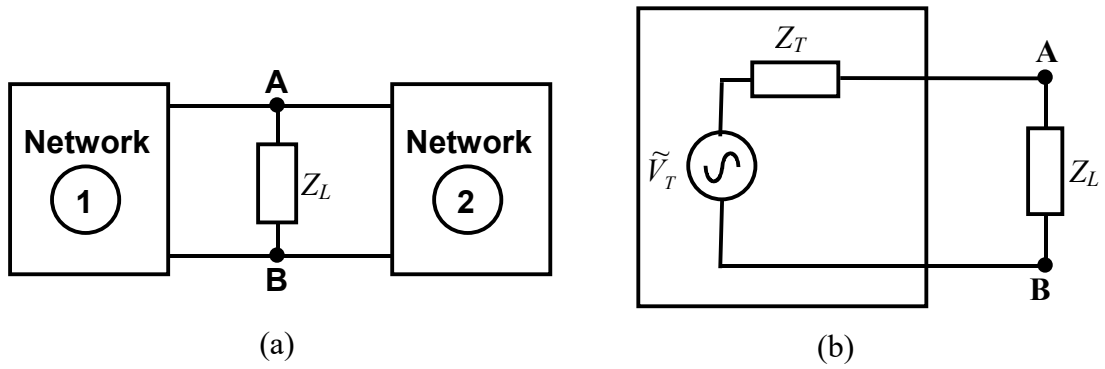 A
Network
1
Z_L
Network
2
B
(a)
Z_T
A
Ṽ_T
Z_L
B
(b)